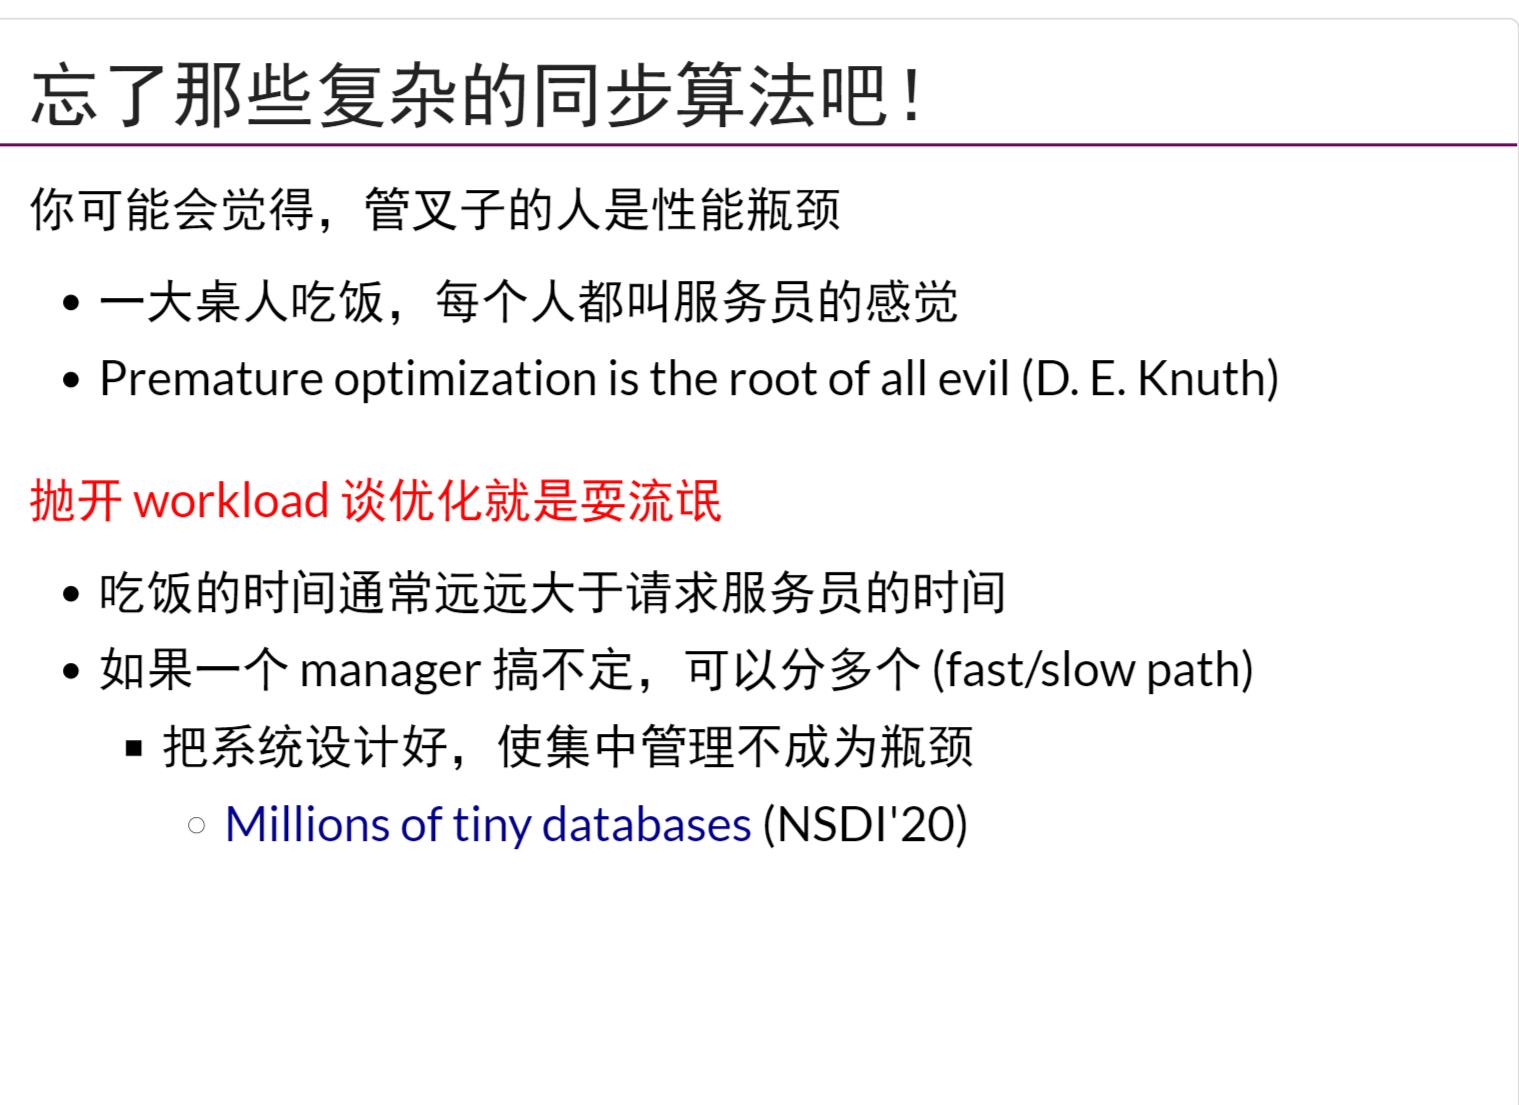 忘了那些复杂的同步算法吧！
你可能会觉得，管叉子的人是性能瓶颈
一大桌人吃饭，每个人都叫服务员的感觉
Premature optimization is the root of all evil (D. E. Knuth)
抛开 workload 谈优化就是耍流氓
吃饭的时间通常远远大于请求服务员的时间
如果一个 manager 搞不定，可以分多个 (fast/slow path)
把系统设计好，使集中管理不成为瓶颈
Millions of tiny databases (NSDI'20)